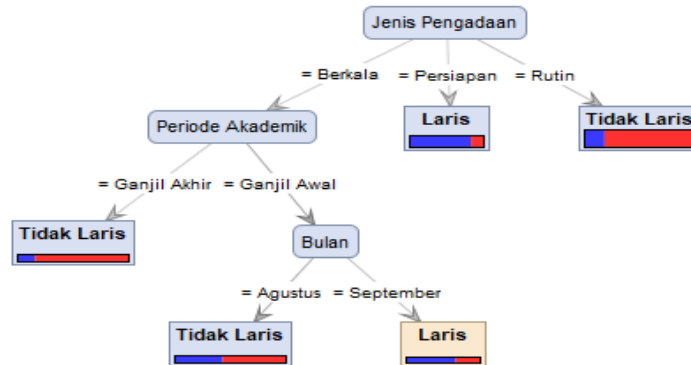 Jenis Pengadaan
= Berkala = Persiapan = Rutin
Periode Akademik
Laris
Tidak Laris
= Ganjil Akhir = Ganjil Awal
Tidak Laris
Bulan
= Agustus = September
Tidak Laris
Laris